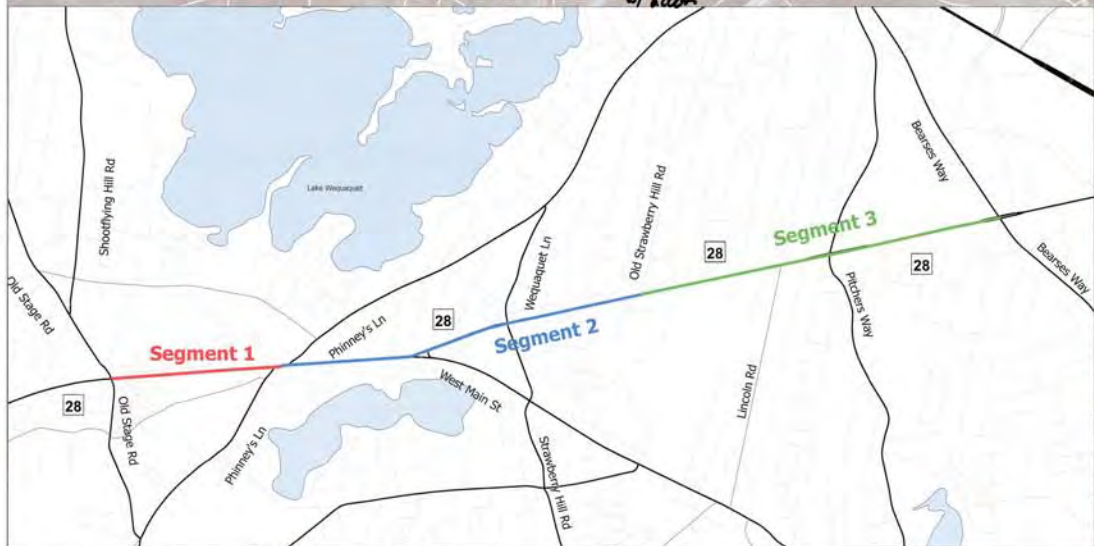 Bearses Way
Shootflying Hill Rd
Lake Wequaquet
Old Strawberry Hill Rd
Segment 3
28
Wequaquet Ln
28
Bearses Way
Old Stage Rd
Pitchers Way
Phinney's Ln
28
Segment 2
Segment 1
West Main St
Lincoln Rd
28
Old Stage Rd
Phinney's Ln
Strawberry Hill Rd